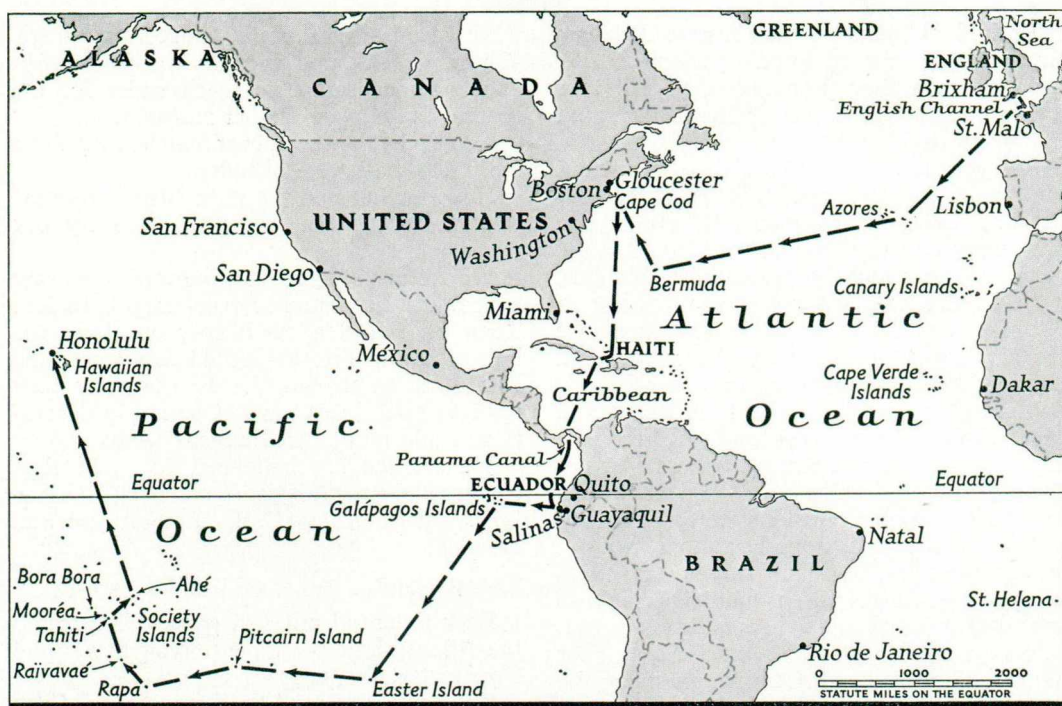 GREENLAND
North
Sea
ALASKA
ENGLAND
CANADA
Brixham
English Channel
St. Malo
Gloucester
Boston
Cape Cod
Azores
Lisbon
San Francisco
UNITED STATES
Washington
San Diego
Bermuda
Canary Islands
Miami
Atlantic
Honolulu
HAITI
Hawaiian
Islands
México
Cape Verde
Islands
Dakar
Caribbean
Pacific
Ocean
Panama Canal
Equator
ECUADOR
Quito
Equator
Galápagos Islands
Salinas
Guayaquil
Ocean
Natal
BRAZIL
Bora Bora
Ahé
Mooréa
Society
Islands
St. Helena
Tahiti
Pitcairn Island
Raïvavaé
Rio de Janeiro
Rapa
Easter Island
0 1000 2000
STATUTE MILES ON THE EQUATOR